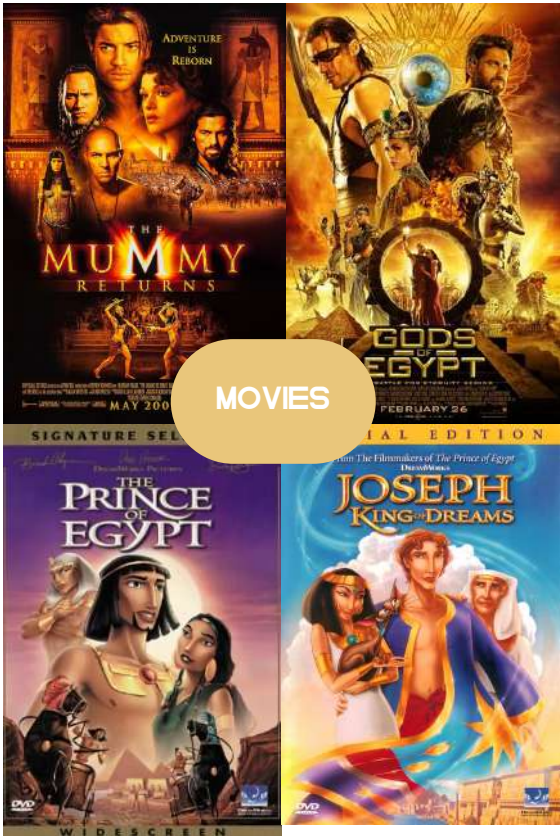 ADVENTURE
IS
REBORN
THE
MUMMY
RETURNS
MAY 200
GODS
OF
EGYPT
FEBRUARY 26
MOVIES
SIGNATURE SEL
DREAMWORKS PICTURES
THE
PRINCE
OF
EGYPT
DVD
WIDESCREEN
IAL EDITION
From The Filmmakers of The Prince of Egypt
DREAMWORKS
JOSEPH
KING OF DREAMS
DVD